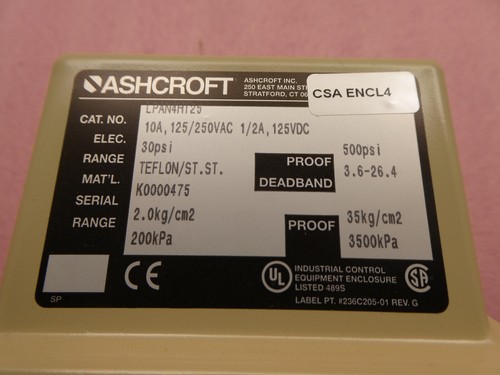 ASHCROFT
ASHCROFT INC.
250 EAST MAIN
STRATFORD, CT
CSA ENCL4
CAT. NO. LPAN4HT25
ELEC. 10A, 125/250VAC 1/2A, 125VDC
RANGE 30psi PROOF 500psi
MAT'L. TEFLON/ST.ST. DEADBAND 3.6-26.4
SERIAL K0000475
RANGE 2.0kg/cm2 PROOF 35kg/cm2
200kPa 3500kPa
SP
CE
UL
INDUSTRIAL CONTROL
EQUIPMENT ENCLOSURE
LISTED 489S
SA
LABEL PT. #236C205-01 REV. G